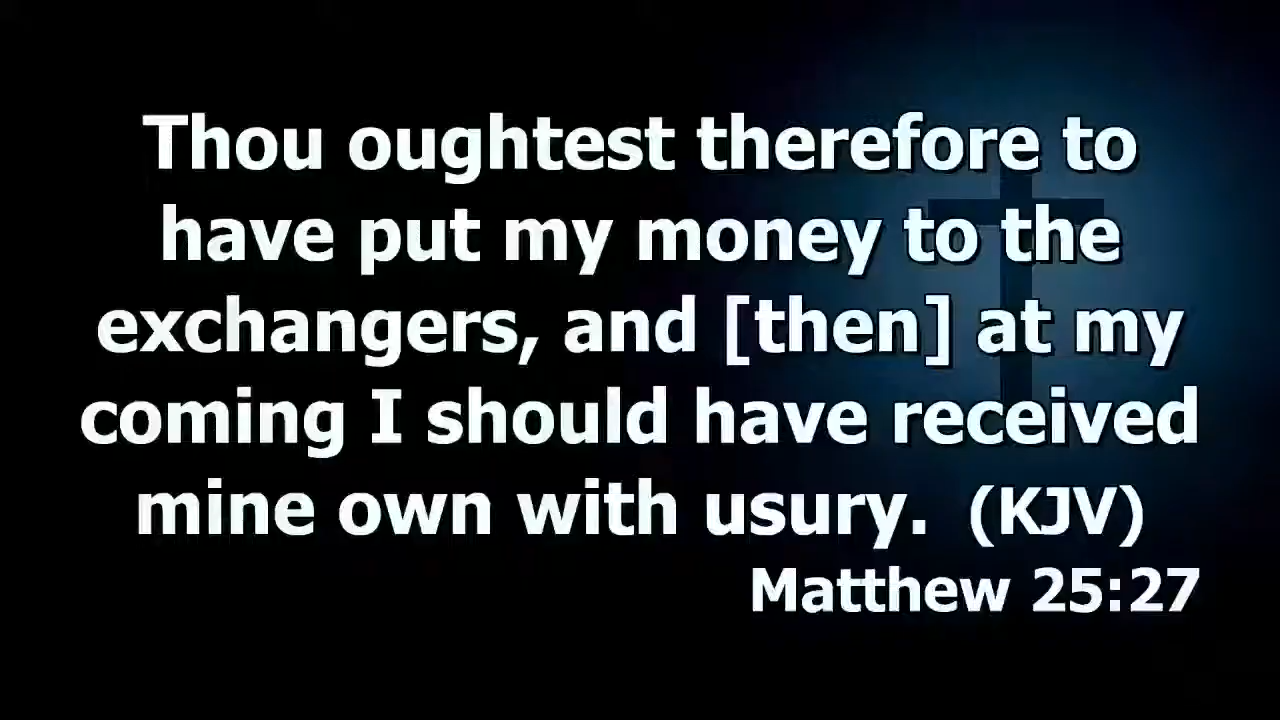 Thou oughtest therefore to
have put my money to the
exchangers, and [then] at my
coming I should have received
mine own with usury. (KJV)
Matthew 25:27